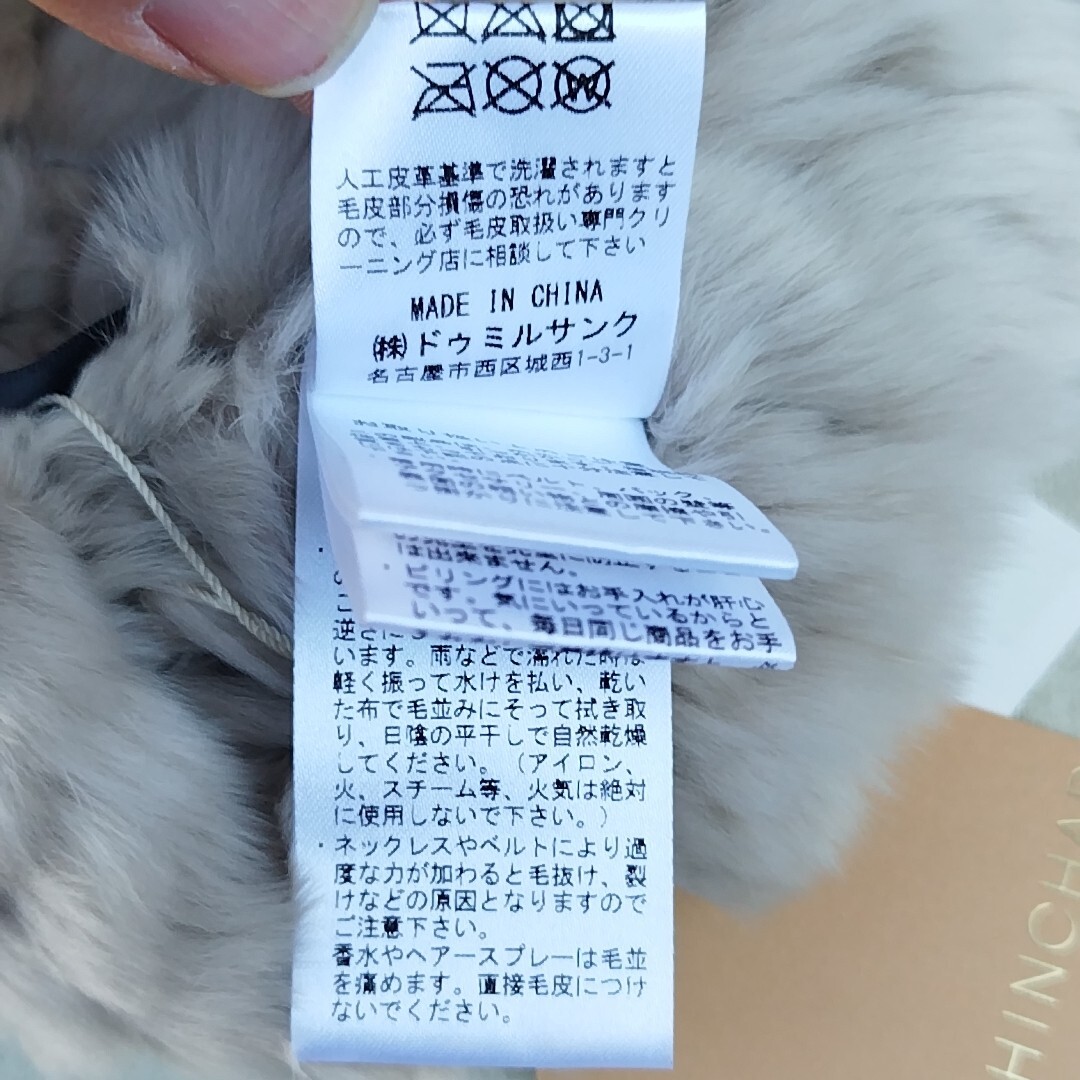 人工皮革基準で洗濯されますと
毛皮部分損傷の恐れがあります
ので、必ず毛皮取扱い専門クリ
ーニング店に相談して下さい
MADE IN CHINA
(株)ドゥミルサンク
名古屋市西区城西1-3-1
は出来ません。
・ピリングにはお手入れが肝心
です。気にいっているからと
いって、毎日同じ商品をお手
逆さに
います。雨などで濡れた時は
軽く振って水けを払い、乾い
た布で毛並みにそって拭き取
り、日陰の平干しで自然乾燥
してください。（アイロン、
火、スチーム等、火気は絶対
に使用しないで下さい。）
・ネックレスやベルトにより過
度な力が加わると毛抜け、裂
けなどの原因となりますので
ご注意下さい。
香水やヘアースプレーは毛並
を痛めます。直接毛皮につけ
ないでください。
HINCHA